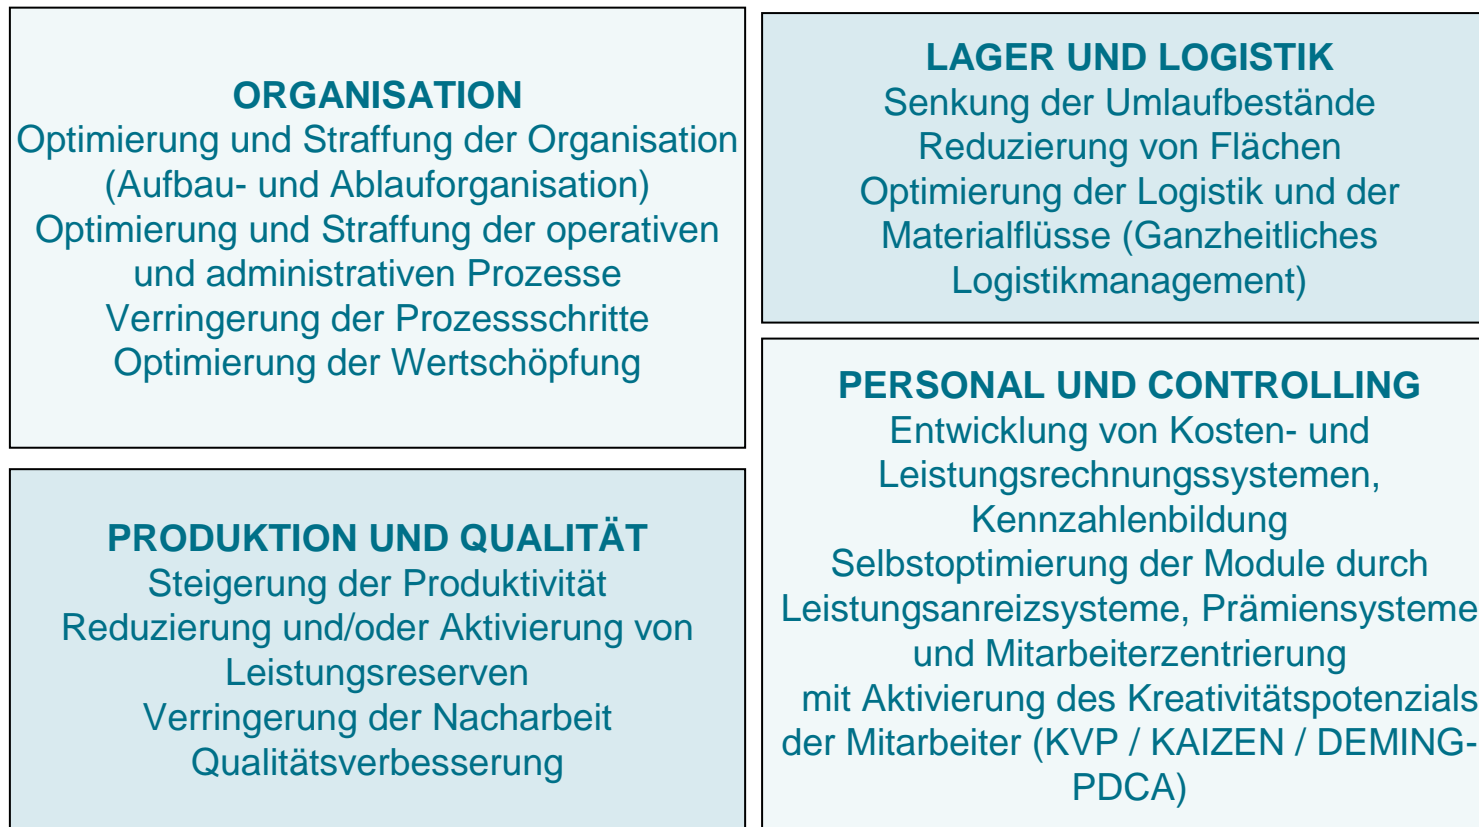 ORGANISATION
Optimierung und Straffung der Organisation
(Aufbau- und Ablauforganisation)
Optimierung und Straffung der operativen
und administrativen Prozesse
Verringerung der Prozessschritte
Optimierung der Wertschöpfung
LAGER UND LOGISTIK
Senkung der Umlaufbestände
Reduzierung von Flächen
Optimierung der Logistik und der
Materialflüsse (Ganzheitliches
Logistikmanagement)
PRODUKTION UND QUALITÄT
Steigerung der Produktivität
Reduzierung und/oder Aktivierung von
Leistungsreserven
Verringerung der Nacharbeit
Qualitätsverbesserung
PERSONAL UND CONTROLLING
Entwicklung von Kosten- und
Leistungsrechnungssystemen,
Kennzahlenbildung
Selbstoptimierung der Module durch
Leistungsanreizsysteme, Prämiensysteme
und Mitarbeiterzentrierung
mit Aktivierung des Kreativitätspotenzials
der Mitarbeiter (KVP / KAIZEN / DEMING-
PDCA)